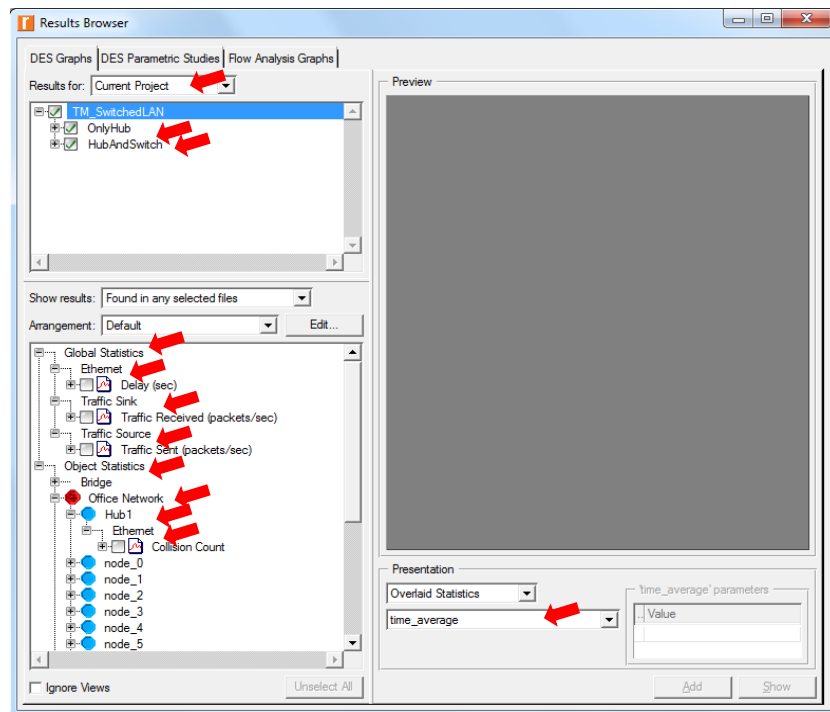 Results Browser
DES Graphs DES Parametric Studies Flow Analysis Graphs
Results for: Current Project
TM_SwitchedLAN
OnlyHub
HubAndSwitch
Show results: Found in any selected files
Arrangement: Default Edit...
Global Statistics
Ethernet
Delay (sec)
Traffic Sink
Traffic Received (packets/sec)
Traffic Source
Traffic Sent (packets/sec)
Object Statistics
Bridge
Office Network
Hub1
Ethernet
Collision Count
node_0
node_1
node_2
node_3
node_4
node_5
Ignore Views Unselect All
Preview
Presentation
Overlaid Statistics
time_average
'time_average' parameters
.. Value
Add Show